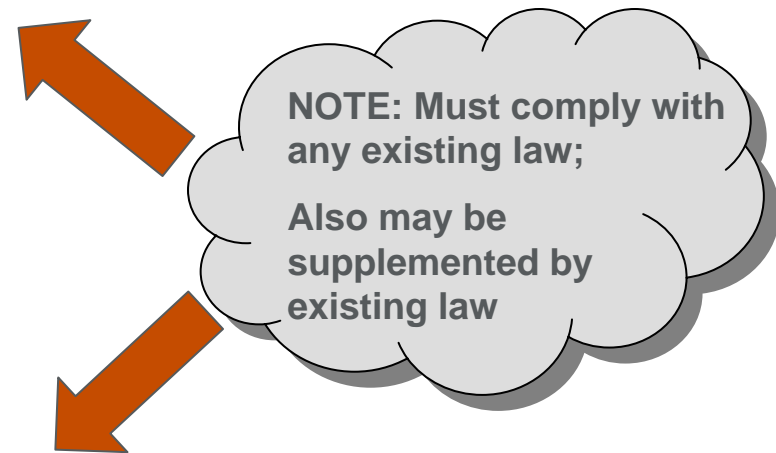 NOTE: Must comply with
any existing law;
Also may be
supplemented by
existing law